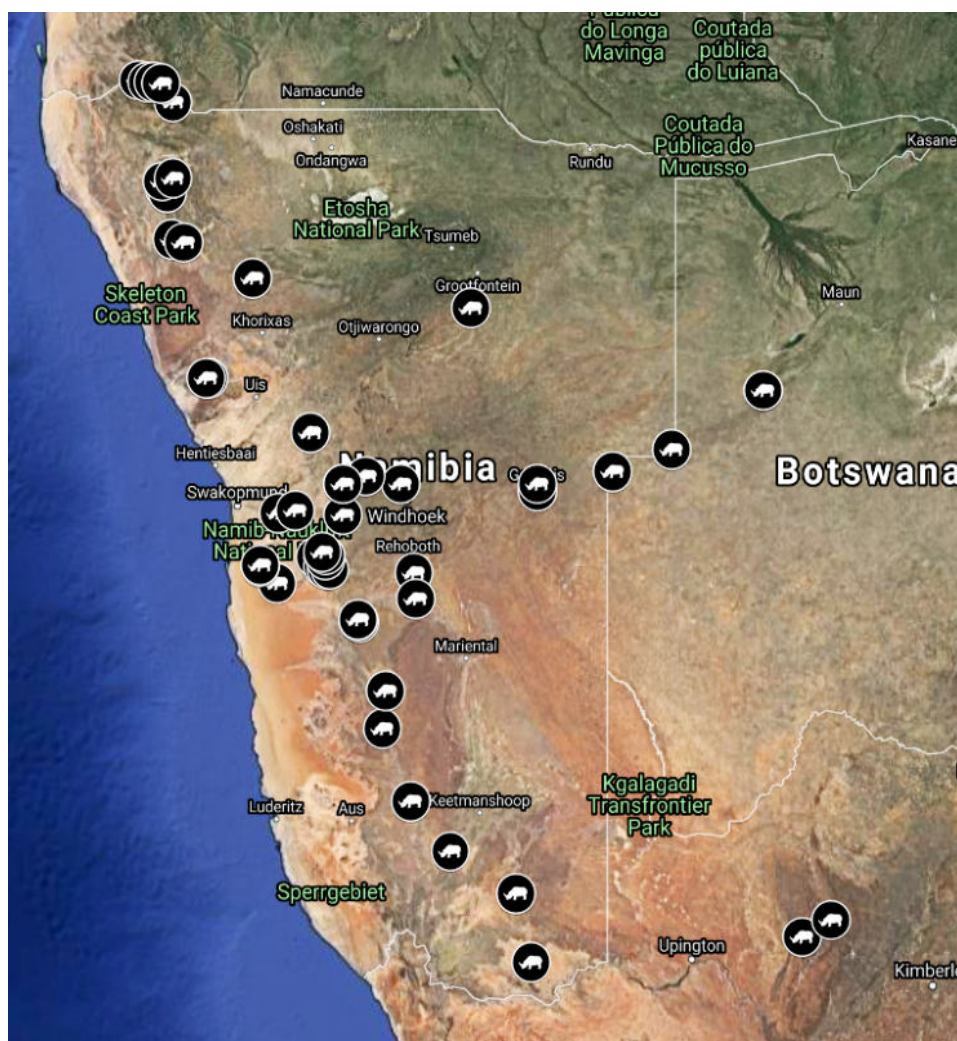 Pública
do Longa
Mavinga
Coutada
pública
do Luiana
Namacunde
Oshakati
Ondangwa
Rundu
Coutada
Pública do
Mucusso
Kasane
Etosha
National Park
Tsumeb
Grootfontein
Maun
Skeleton
Coast Park
Khorixas
Otjiwarongo
Uis
Hentiesbaai
Namibia
Botswana
Swakopmund
Windhoek
National
Rehoboth
Mariental
Kgalagadi
Transfrontier
Park
Luderitz
Aus
Keetmanshoop
Sperrgebiet
Upington